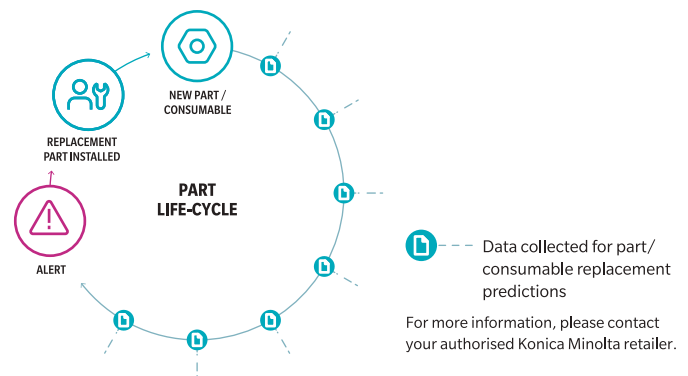 NEW PART /
CONSUMABLE
REPLACEMENT
PART INSTALLED
PART
LIFE-CYCLE
ALERT
Data collected for part/
consumable replacement
predictions
For more information, please contact
your authorised Konica Minolta retailer.